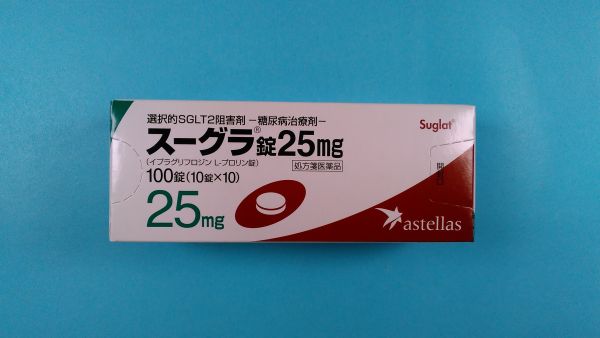 選択的SGLT2阻害剤 −糖尿病治療剤−
スーグラ®錠25mg
(イプラグリフロジン L-プロリン錠)
処方箋医薬品
100錠(10錠×10)
25mg
Suglat®
astellas